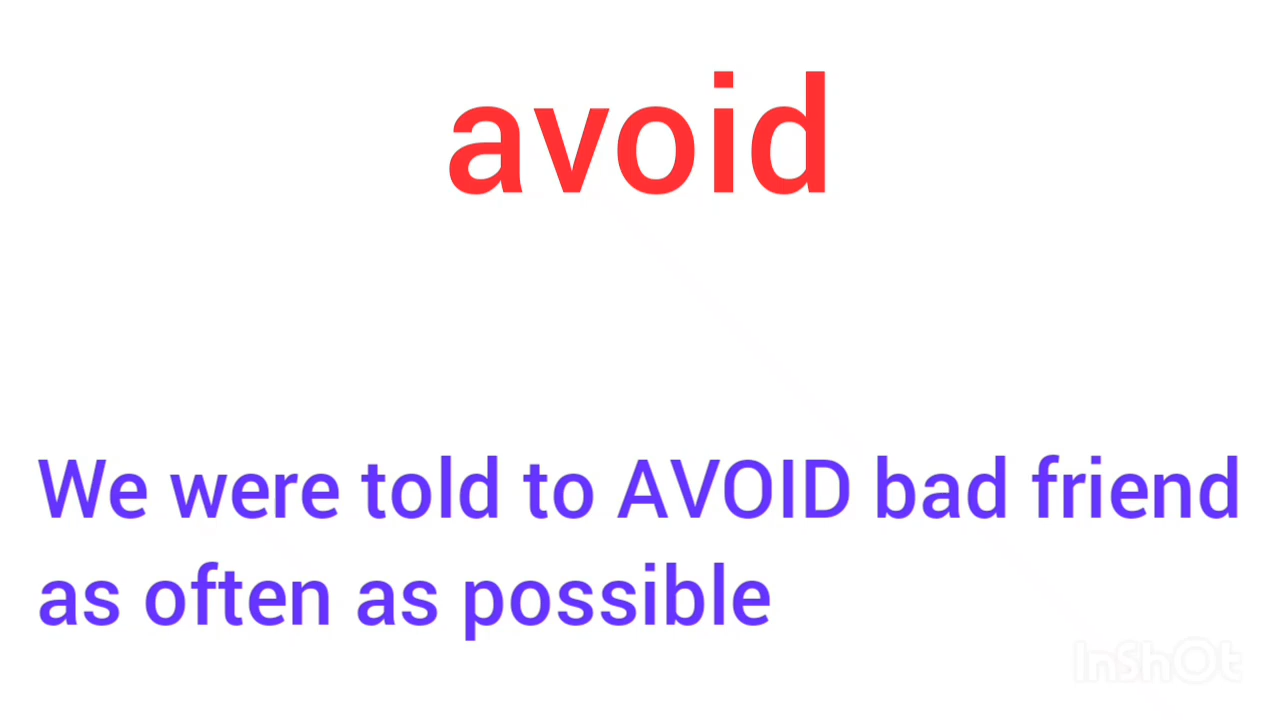 avoid
We were told to AVOID bad friend
as often as possible
InShOt